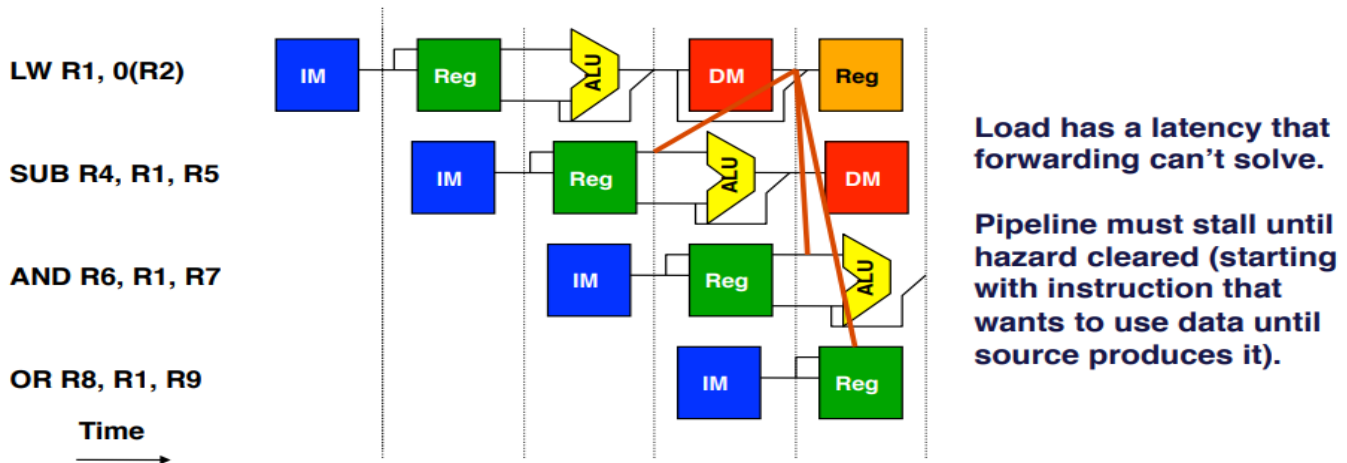 LW R1, 0(R2)
IM
Reg
ALU
DM
Reg
SUB R4, R1, R5
IM
Reg
ALU
DM
AND R6, R1, R7
IM
Reg
ALU
OR R8, R1, R9
IM
Reg
Time
Load has a latency that
forwarding can't solve.
Pipeline must stall until
hazard cleared (starting
with instruction that
wants to use data until
source produces it).